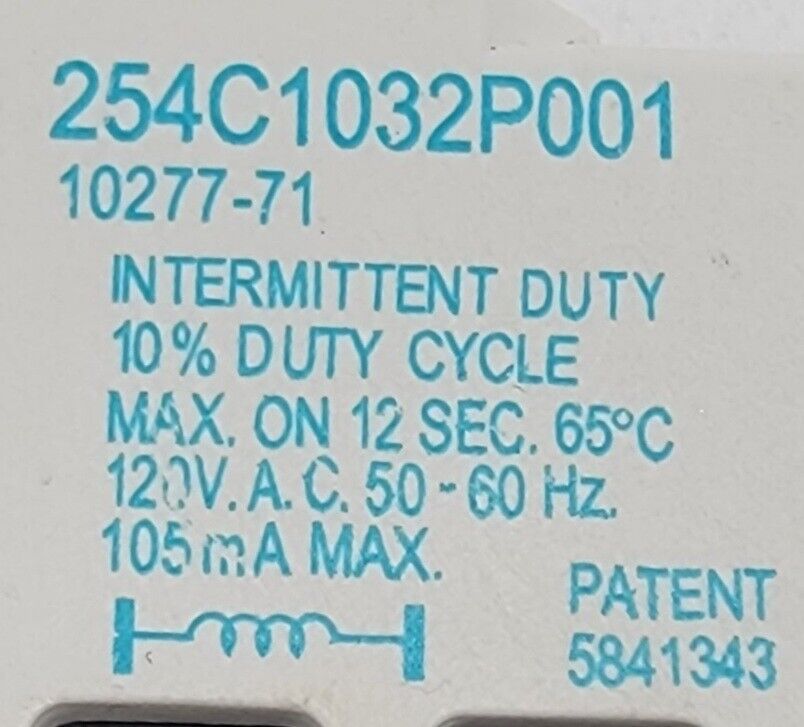 254C1032P001
10277-71
INTERMITTENT DUTY
10% DUTY CYCLE
MAX. ON 12 SEC. 65°C
120V. A. C. 50 - 60 Hz.
105mA MAX.
PATENT
5841343